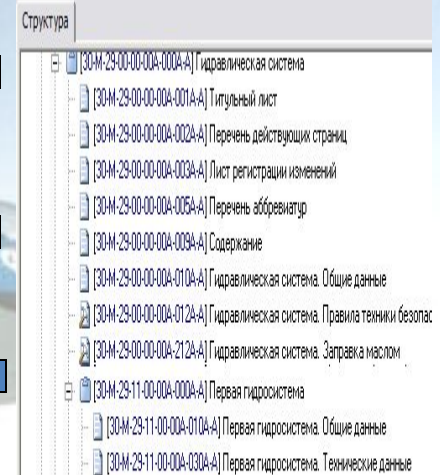 Структура
[30-M-29-00-00-00A-000A-A] Гидравлическая система
[30-M-29-00-00-00A-001A-A] Титульный лист
[30-M-29-00-00-00A-002A-A] Перечень действующих страниц
[30-M-29-00-00-00A-003A-A] Лист регистрации изменений
[30-M-29-00-00-00A-005A-A] Перечень аббревиатур
[30-M-29-00-00-00A-009A-A] Содержание
[30-M-29-00-00-00A-010A-A] Гидравлическая система. Общие данные
[30-M-29-00-00-00A-012A-A] Гидравлическая система. Правила техники безопас
[30-M-29-00-00-00A-212A-A] Гидравлическая система. Заправка маслом
[30-M-29-11-00-00A-000A-A] Первая гидросистема
[30-M-29-11-00-00A-010A-A] Первая гидросистема. Общие данные
[30-M-29-11-00-00A-030A-A] Первая гидросистема. Технические данные